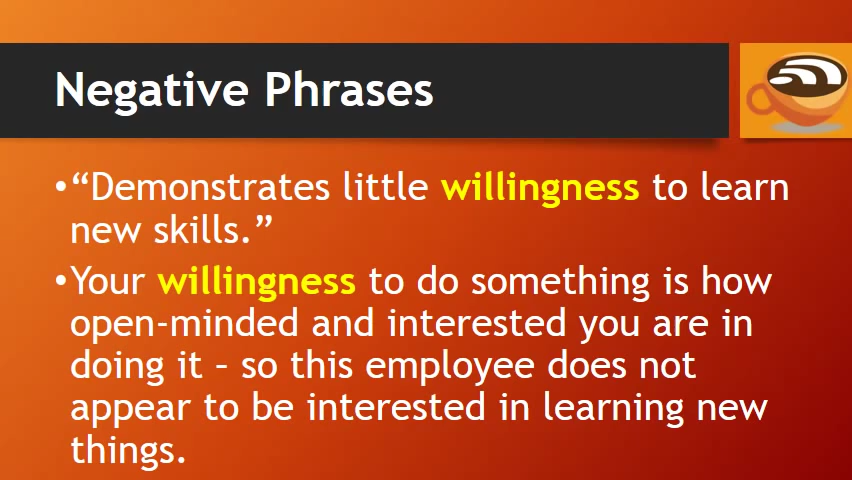 Negative Phrases
•“Demonstrates little willingness to learn
new skills.”
•Your willingness to do something is how
open-minded and interested you are in
doing it – so this employee does not
appear to be interested in learning new
things.